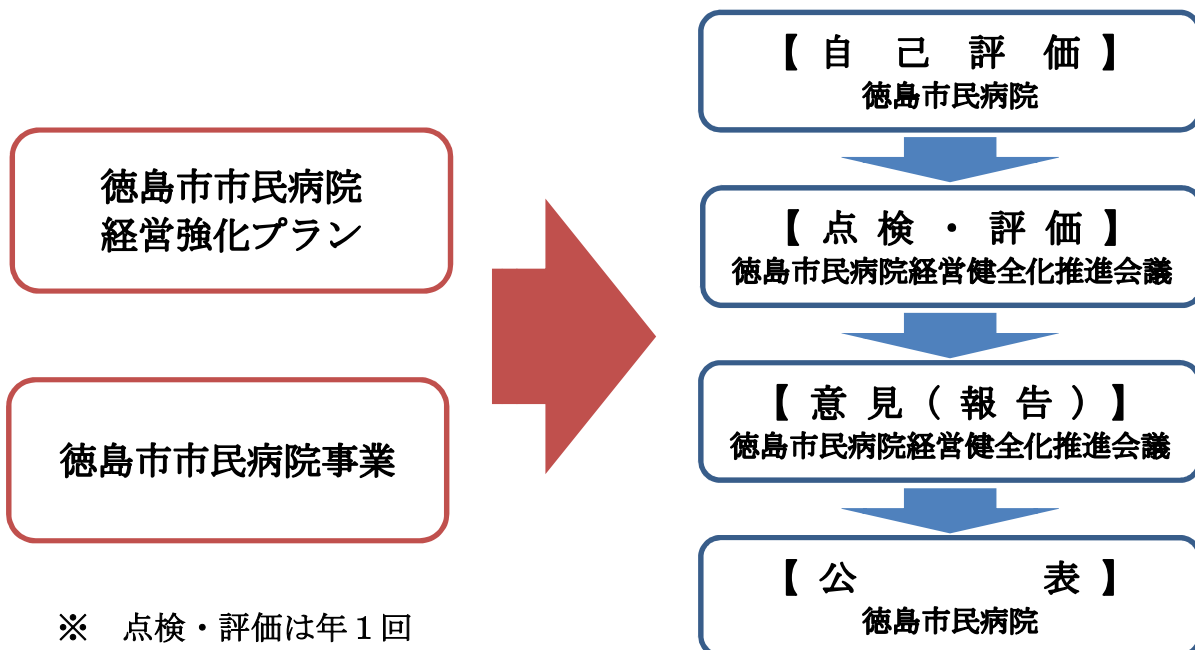 徳島市市民病院
経営強化プラン
徳島市市民病院事業
※　点検・評価は年１回
【 自　己　評　価 】
徳島市民病院
【 点 検 ・ 評 価 】
徳島市民病院経営健全化推進会議
【 意 見 （ 報 告 ） 】
徳島市民病院経営健全化推進会議
【 公　　　　　表 】
徳島市民病院